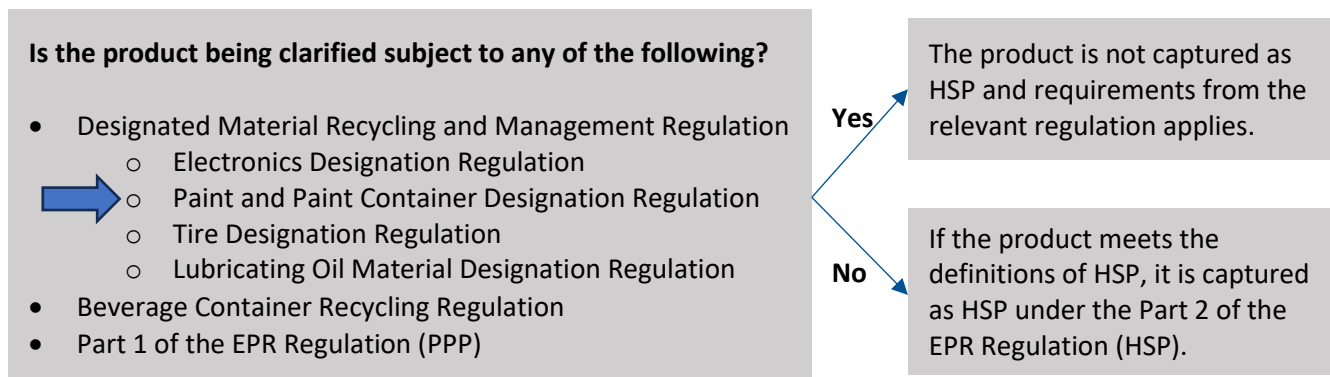 Is the product being clarified subject to any of the following?
• Designated Material Recycling and Management Regulation
o Electronics Designation Regulation
o Paint and Paint Container Designation Regulation
o Tire Designation Regulation
o Lubricating Oil Material Designation Regulation
• Beverage Container Recycling Regulation
• Part 1 of the EPR Regulation (PPP)
Yes
No
The product is not captured as
HSP and requirements from the
relevant regulation applies.
If the product meets the
definitions of HSP, it is captured
as HSP under the Part 2 of the
EPR Regulation (HSP).